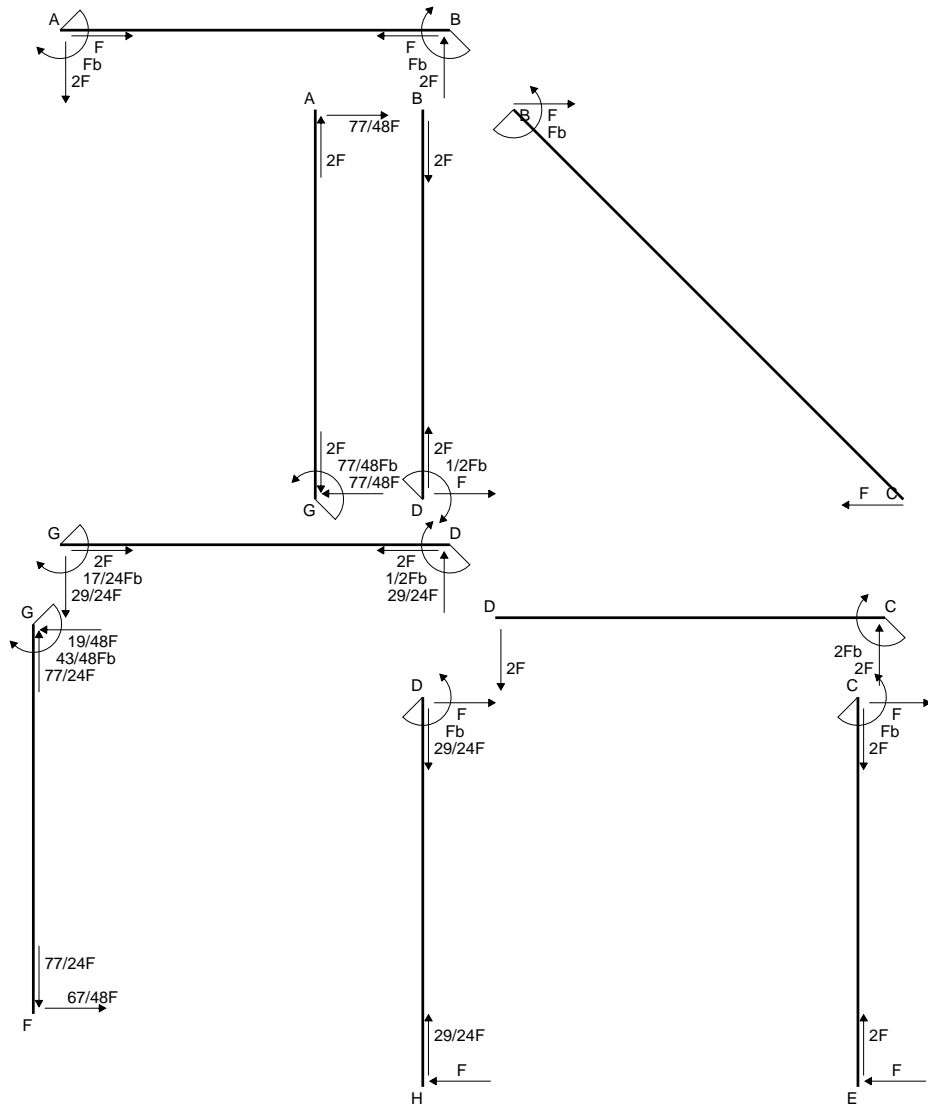 A B
F F
Fb Fb
2F 2F
A B
77/48F
2F 2F
B F
Fb
2F 2F
77/48Fb 1/2Fb
77/48F F
G D
F C
G D
2F 2F
17/24Fb 1/2Fb
29/24F 29/24F
G
19/48F
43/48Fb
77/24F
D C
2Fb
2F 2F
D C
F F
Fb Fb
29/24F 2F
77/24F
67/48F
F
29/24F 2F
F F
H E